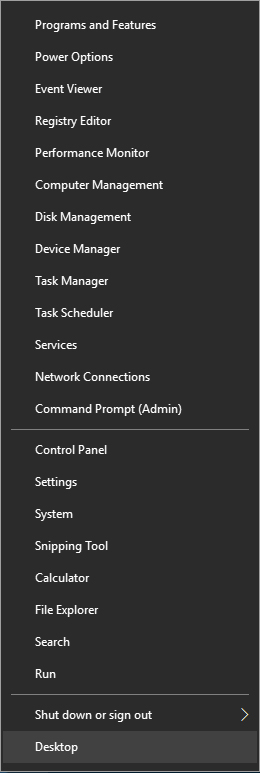 Programs and Features
Power Options
Event Viewer
Registry Editor
Performance Monitor
Computer Management
Disk Management
Device Manager
Task Manager
Task Scheduler
Services
Network Connections
Command Prompt (Admin)
Control Panel
Settings
System
Snipping Tool
Calculator
File Explorer
Search
Run
Shut down or sign out
Desktop